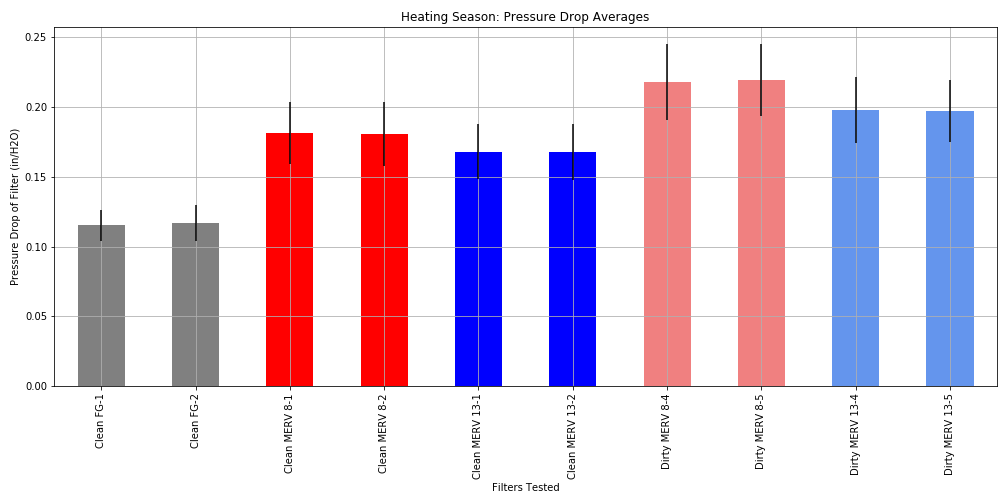 Heating Season: Pressure Drop Averages
Pressure Drop of Filter (in/H2O)
0.25
0.20
0.15
0.10
0.05
0.00
Clean FG-1
Clean FG-2
Clean MERV 8-1
Clean MERV 8-2
Clean MERV 13-1
Clean MERV 13-2
Dirty MERV 8-4
Dirty MERV 8-5
Dirty MERV 13-4
Dirty MERV 13-5
Filters Tested